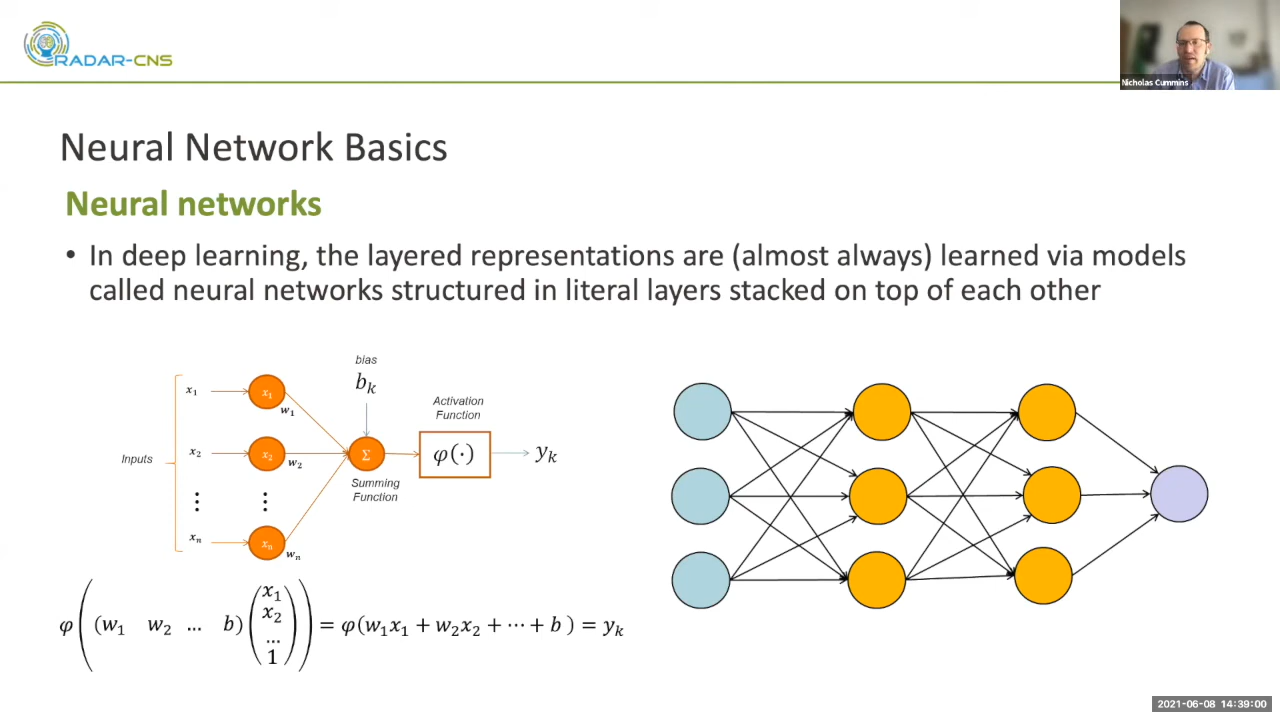 RADAR-CNS
Nicholas Cummins
Neural Network Basics
Neural networks
• In deep learning, the layered representations are (almost always) learned via models
called neural networks structured in literal layers stacked on top of each other
bias
b_k
Activation
Function
x_1
x_1
w_1
Inputs
x_2
x_2
w_2
Σ
φ(·)
y_k
Summing
Function
⋮
⋮
x_n
x_n
w_n
φ((w_1 w_2 … b)(x_1 x_2 … 1)) = φ(w_1x_1 + w_2x_2 + ⋯ + b ) = y_k
2021-06-08 14:39:00